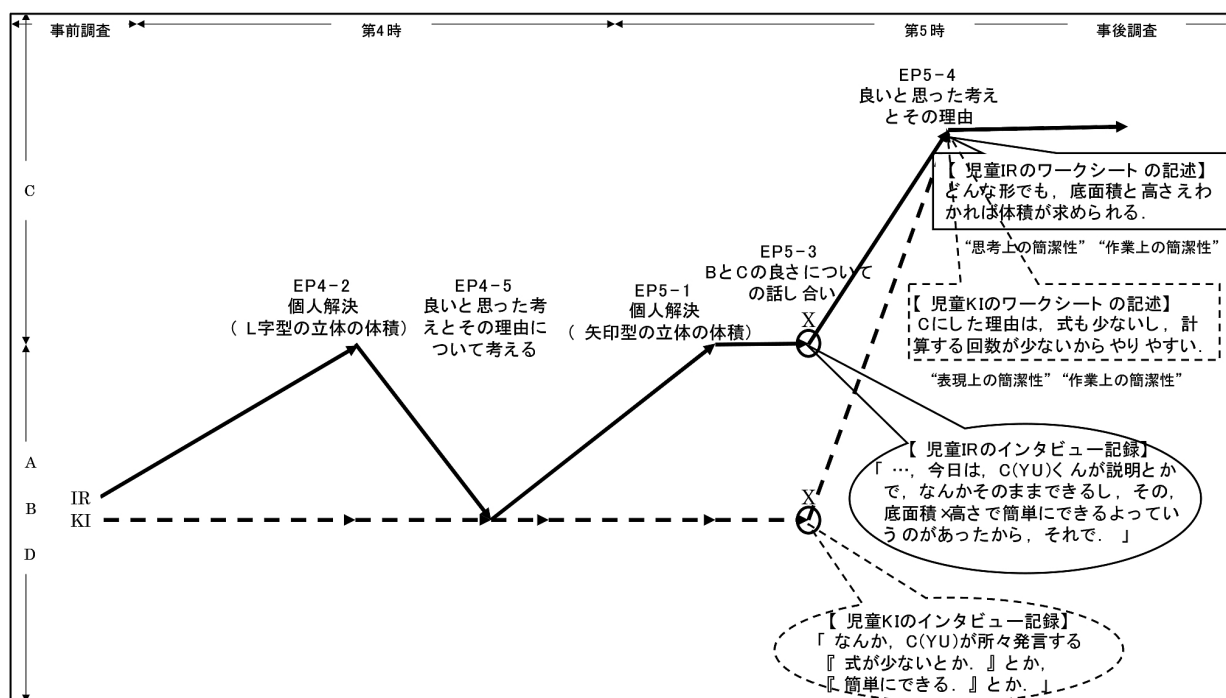 事前調査
第4時
第5時
事後調査
EP5-4
良いと思った考え
とその理由
【 児童IRのワークシート の記述】
どんな形でも，底面積と高さえわ
かれば体積が求められる．
C
“思考上の簡潔性” “作業上の簡潔性”
EP5-3
BとCの良さについて
の話し合い
EP4-2
個人解決
（ L字型の立体の体積）
EP4-5
良いと思った考
えとその理由に
ついて考える
EP5-1
個人解決
（ 矢印型の立体の体積）
【 児童KIのワークシート の記述】
Cにした理由は，式も少ないし，計
算する回数が少ないからやりやすい．
X
“表現上の簡潔性” “作業上の簡潔性”
【 児童IRのインタビュー記録】
「 …，今日は，C(YU)くんが説明とか
で，なんかそのままできるし，その，
底面積×高さで簡単にできるよってい
うのがあったから，それで． 」
A
IR
B
KI
X
D
【 児童KIのインタビュー記録】
「 なんか，C(YU)が所々発言する
『 式が少ないとか．』とか，
『 簡単にできる．』とか．」